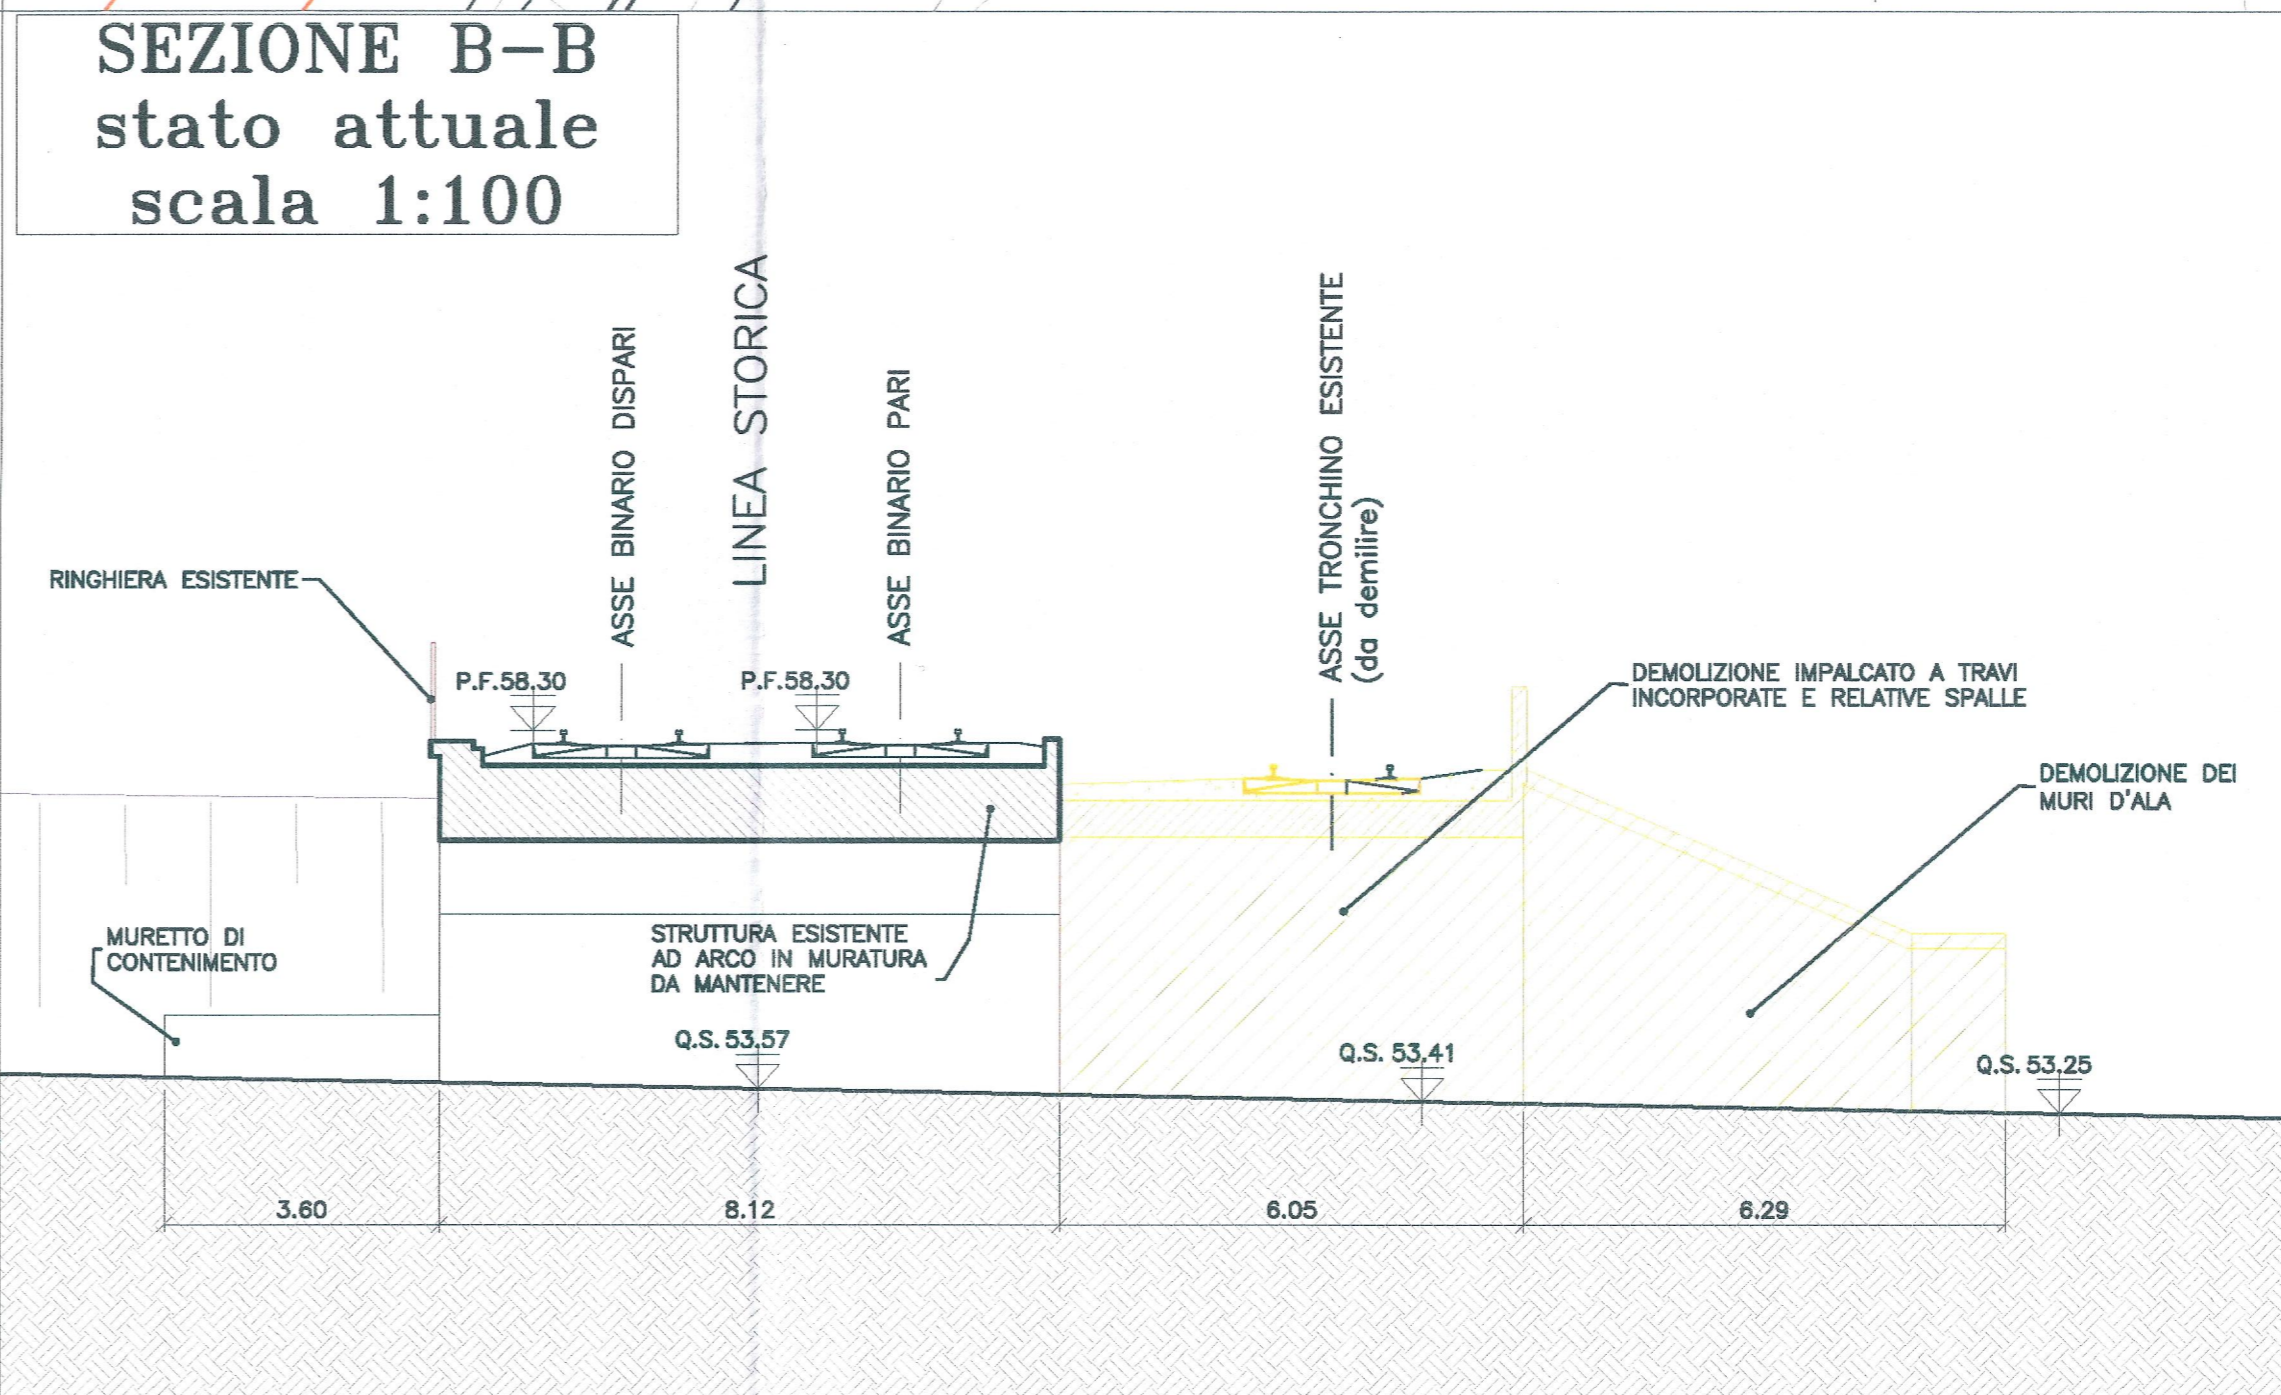 SEZIONE B-B
stato attuale
scala 1:100
LINEA STORICA
ASSE BINARIO DISPARI
ASSE BINARIO PARI
ASSE TRONCHINO ESISTENTE
(da demilire)
RINGHIERA ESISTENTE
P.F.58.30
P.F.58.30
DEMOLIZIONE IMPALCATO A TRAVI
INCORPORATE E RELATIVE SPALLE
DEMOLIZIONE DEI
MURI D'ALA
MURETTO DI
CONTENIMENTO
STRUTTURA ESISTENTE
AD ARCO IN MURATURA
DA MANTENERE
Q.S. 53.57
Q.S. 53.41
Q.S. 53.25
3.60
8.12
6.05
6.29